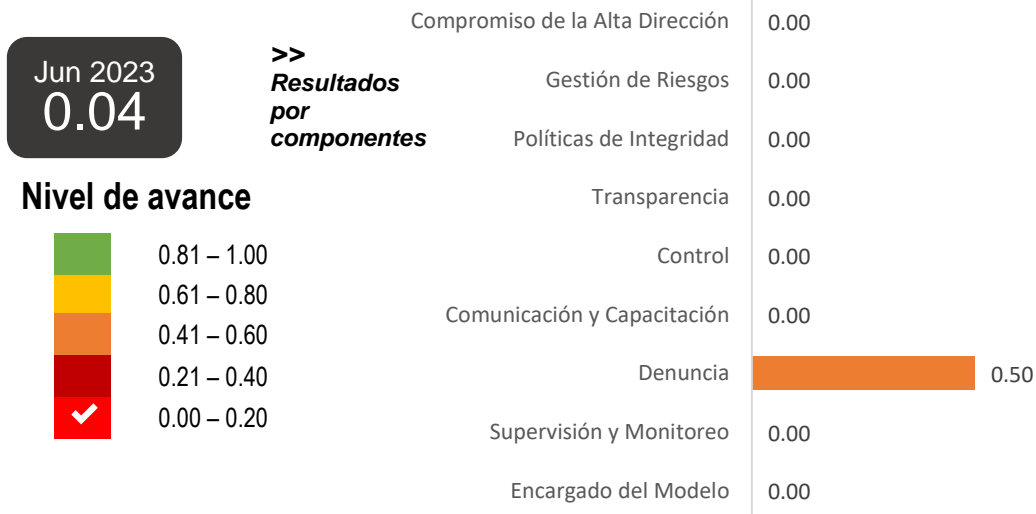 Jun 2023
0.04
>>
Resultados
por
componentes
Nivel de avance
0.81 – 1.00
0.61 – 0.80
0.41 – 0.60
0.21 – 0.40
0.00 – 0.20
Compromiso de la Alta Dirección 0.00
Gestión de Riesgos 0.00
Políticas de Integridad 0.00
Transparencia 0.00
Control 0.00
Comunicación y Capacitación 0.00
Denuncia 0.50
Supervisión y Monitoreo 0.00
Encargado del Modelo 0.00